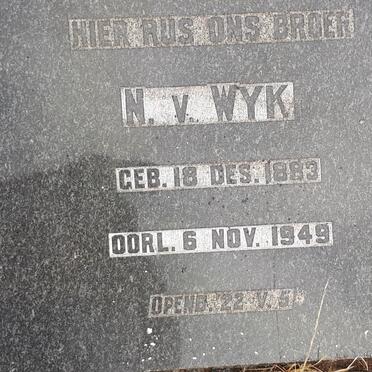 HIER RUS ONS BROER
N. v. WYK
GEB. 18 DES. 1883
OORL. 6 NOV. 1949
OPENB. 22 V. 5